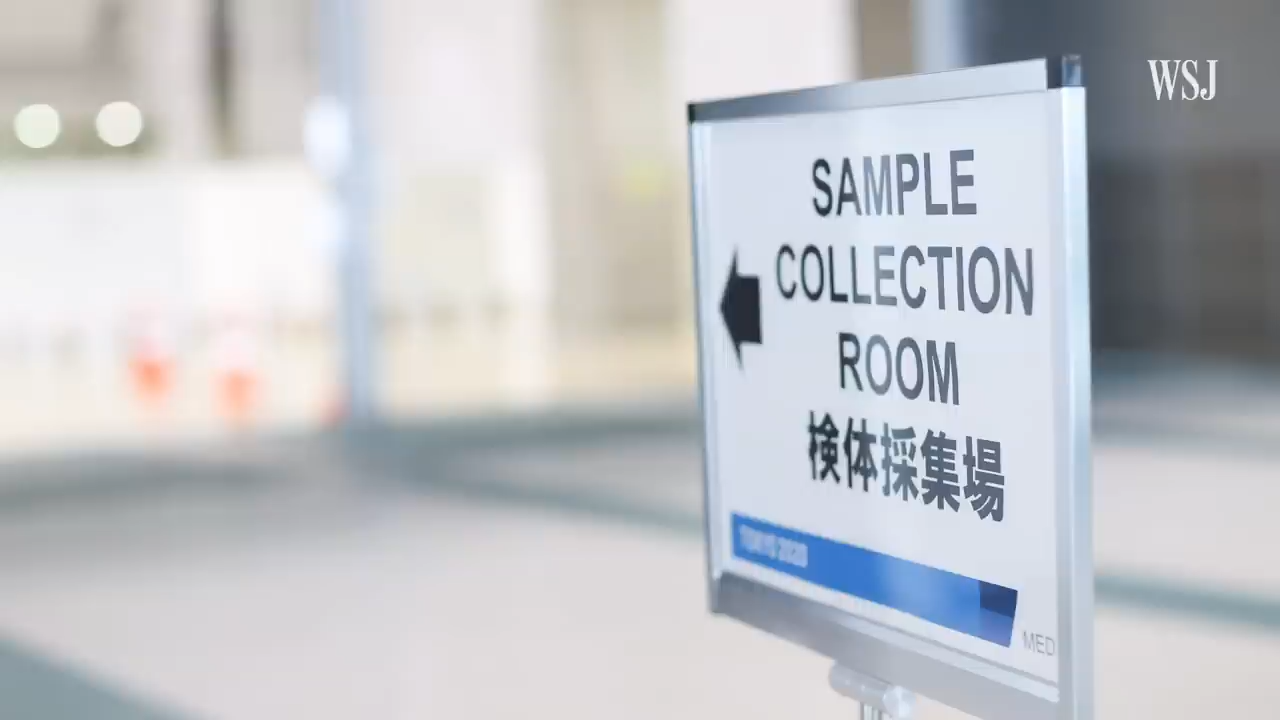 WSJ
SAMPLE
COLLECTION
ROOM
検体採集場
TOKYO 2020
MED